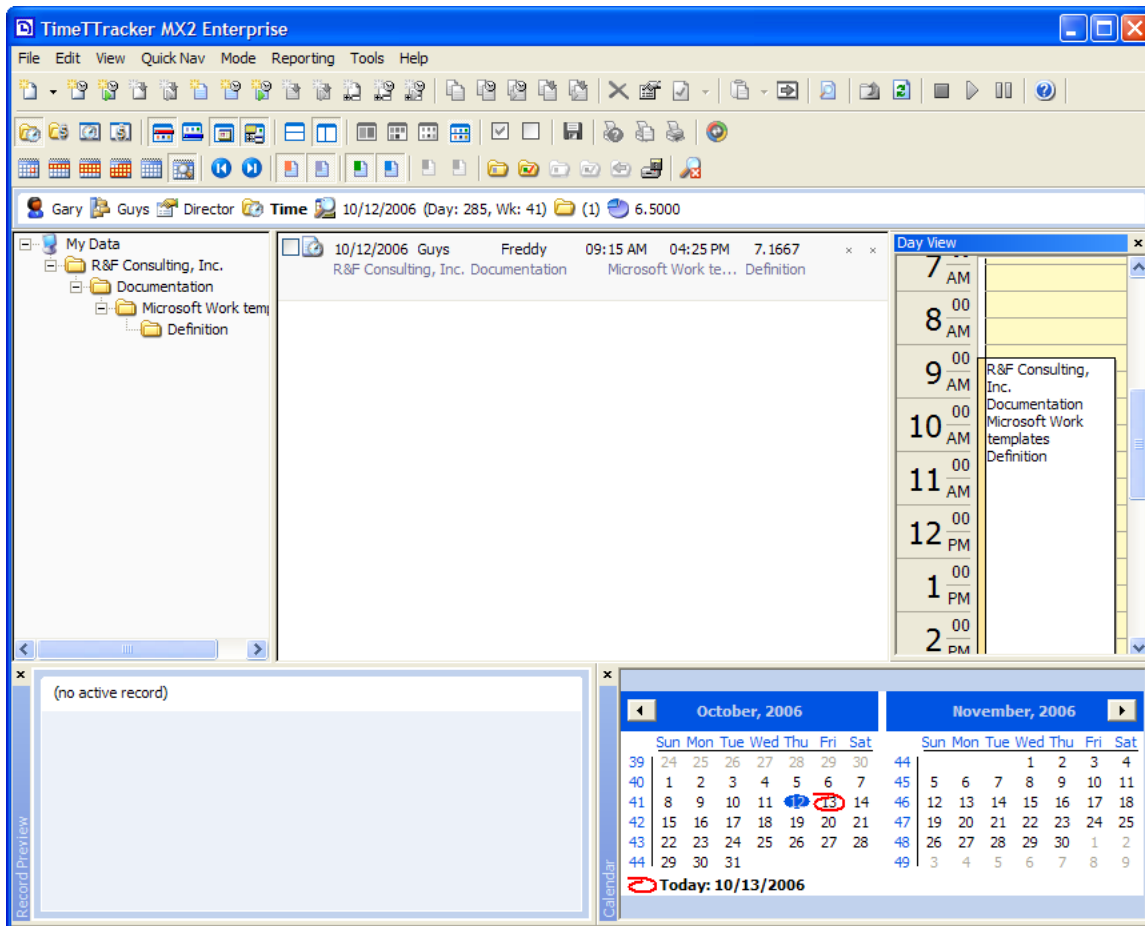 TimeTTracker MX2 Enterprise
File Edit View Quick Nav Mode Reporting Tools Help
Gary Guys Director Time 10/12/2006 (Day: 285, Wk: 41) (1) 6.5000
My Data
R&F Consulting, Inc.
Documentation
Microsoft Work tem
Definition
10/12/2006 Guys Freddy 09:15 AM 04:25 PM 7.1667
R&F Consulting, Inc. Documentation Microsoft Work te... Definition
Day View
7 AM
8 00 AM
9 00 AM
10 00 AM
11 00 AM
12 00 PM
1 00 PM
2 00 PM
R&F Consulting,
Inc.
Documentation
Microsoft Work
templates
Definition
Record Preview
(no active record)
Calendar
October, 2006
Sun Mon Tue Wed Thu Fri Sat
39 24 25 26 27 28 29 30
40 1 2 3 4 5 6 7
41 8 9 10 11 12 13 14
42 15 16 17 18 19 20 21
43 22 23 24 25 26 27 28
44 29 30 31
November, 2006
Sun Mon Tue Wed Thu Fri Sat
44 1 2 3 4
45 5 6 7 8 9 10 11
46 12 13 14 15 16 17 18
47 19 20 21 22 23 24 25
48 26 27 28 29 30 1 2
49 3 4 5 6 7 8 9
Today: 10/13/2006